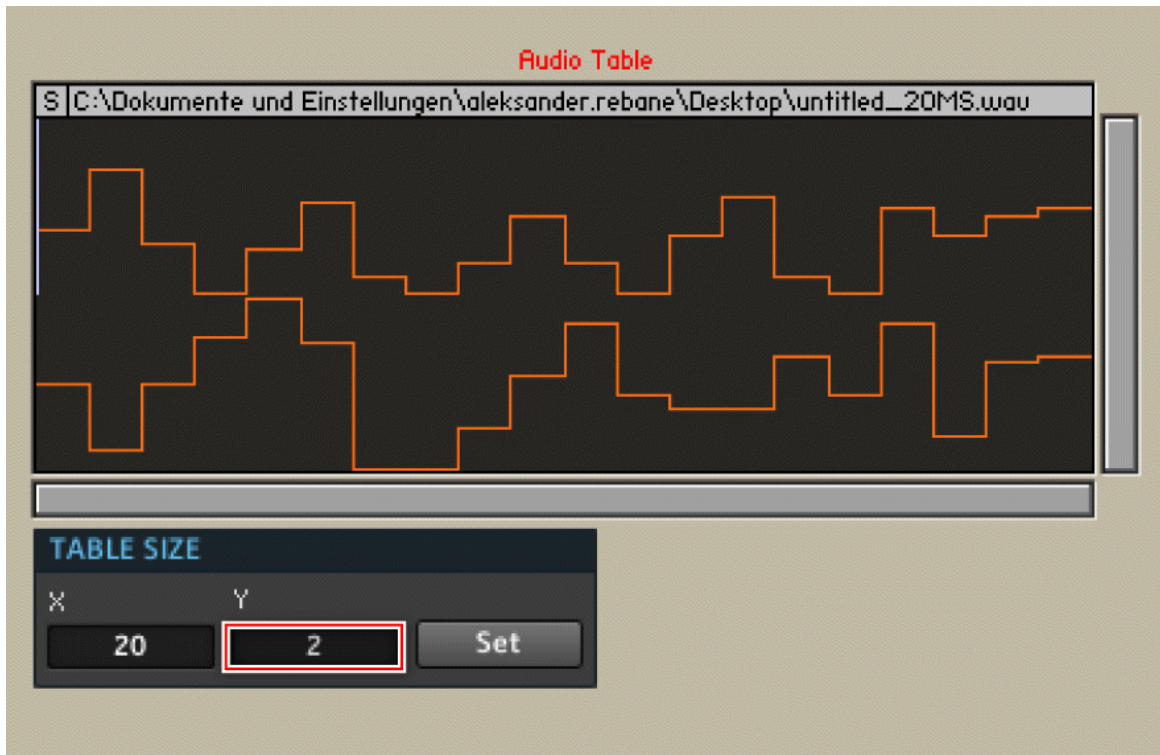 Audio Table
S C:\Dokumente und Einstellungen\aleksander.rebane\Desktop\untitled_20MS.wav
TABLE SIZE
X Y
20 2 Set